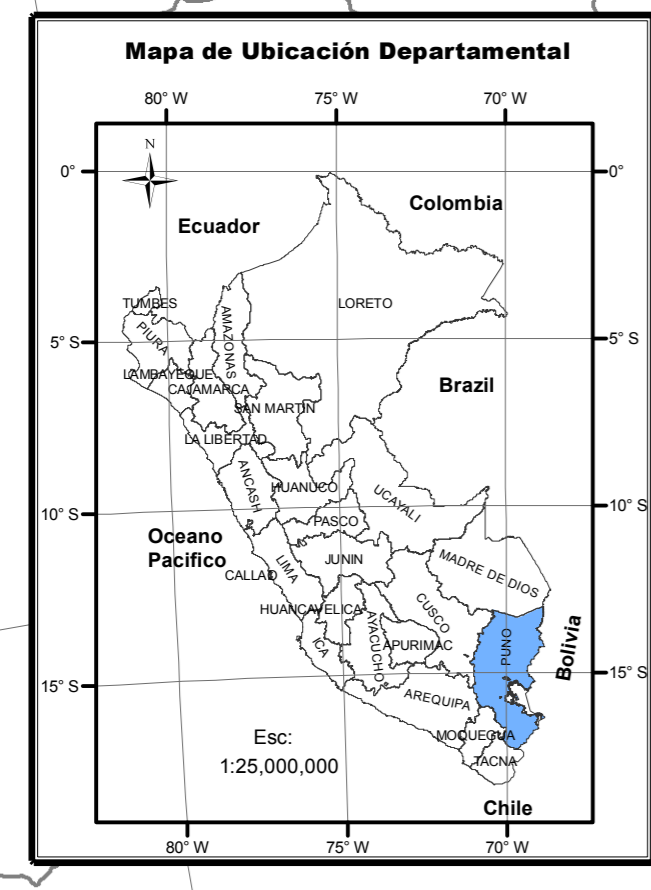 Mapa de Ubicación Departamental
80° W
75° W
70° W
N
0°
0°
Colombia
Ecuador
TUMBES
LORETO
AMAZONAS
PIURA
5° S
5° S
LAMBAYEQUE
CAJAMARCA
Brazil
SAN MARTIN
LA LIBERTAD
ANCASH
HUANUCO
UCAYALI
10° S
10° S
PASCO
Oceano
Pacifico
JUNIN
LIMA
MADRE DE DIOS
CALLAO
HUANCAVELICA
CUSCO
ICA
AYACUCHO
APURIMAC
PUNO
Bolivia
15° S
15° S
AREQUIPA
MOQUEGUA
Esc:
1:25,000,000
TACNA
Chile
80° W
75° W
70° W